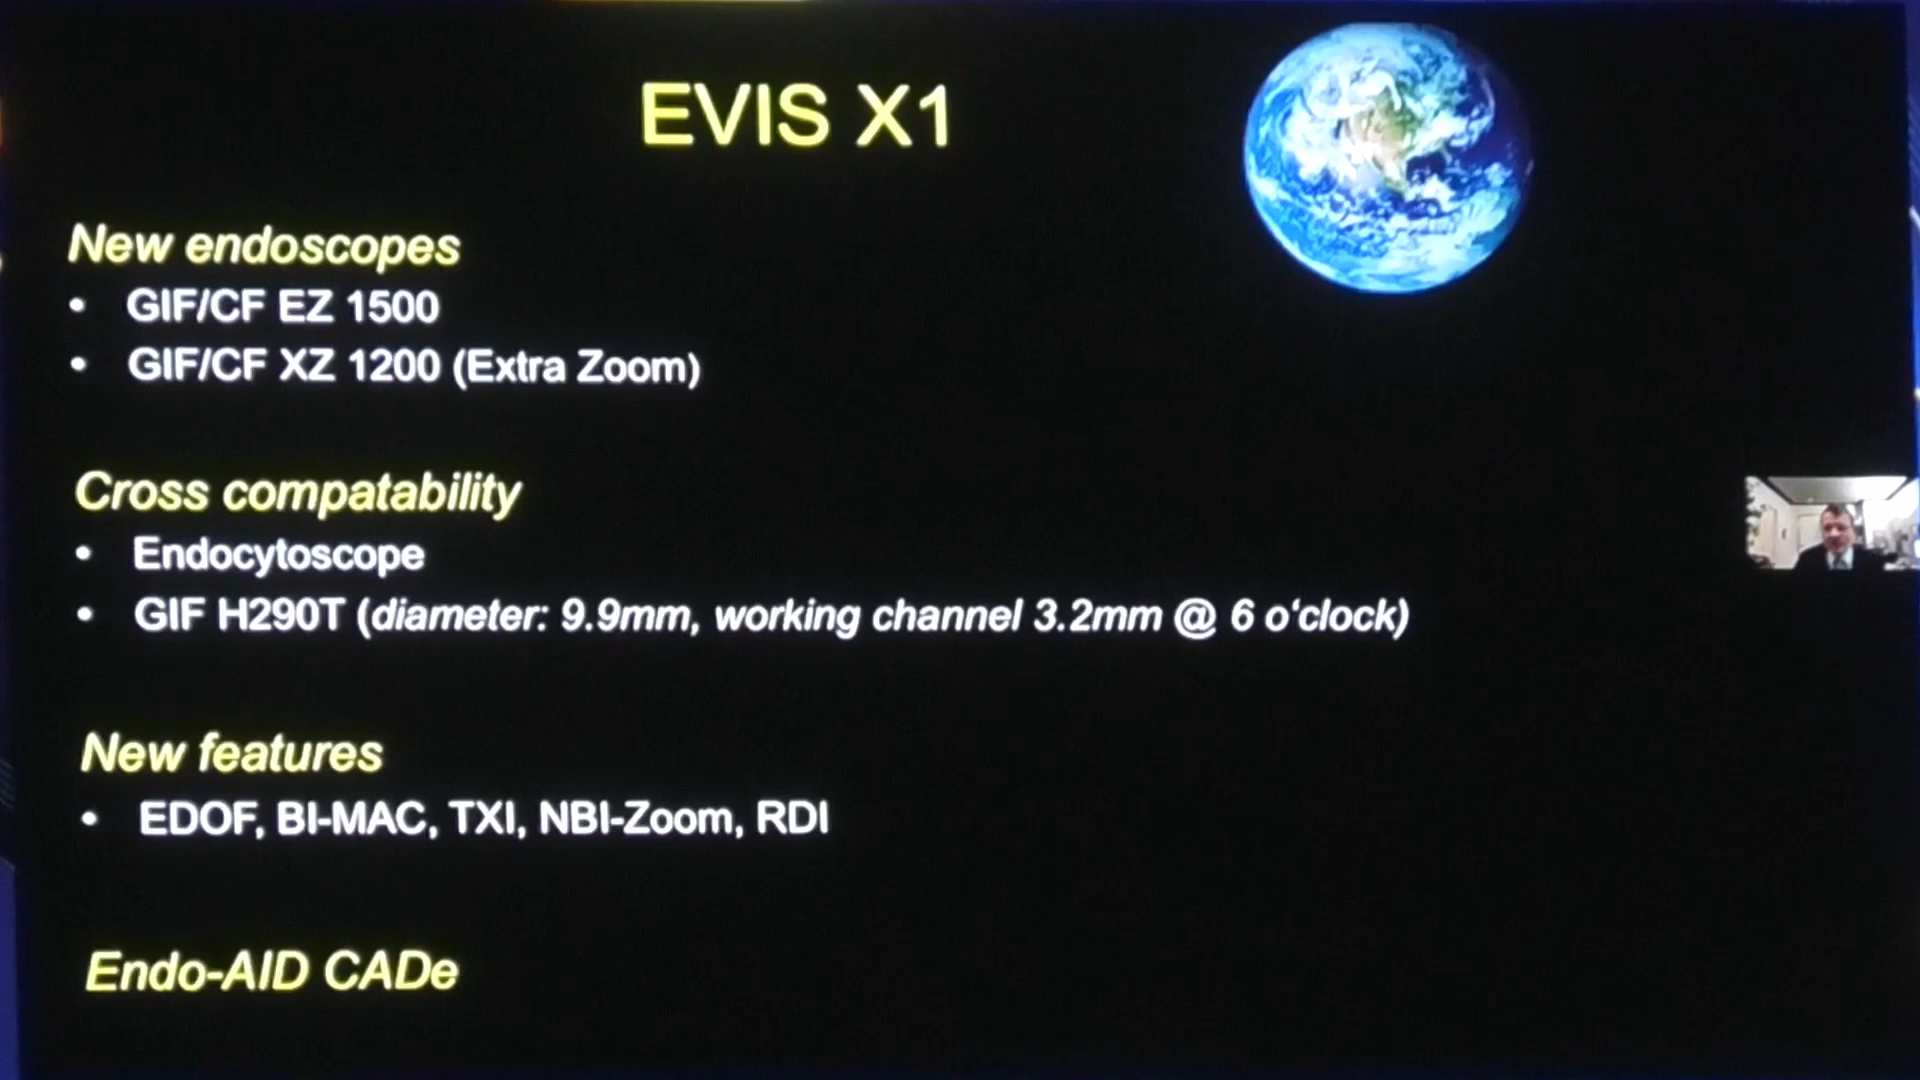 EVIS X1
New endoscopes
• GIF/CF EZ 1500
• GIF/CF XZ 1200 (Extra Zoom)
Cross compatability
• Endocytoscope
• GIF H290T (diameter: 9.9mm, working channel 3.2mm @ 6 o‘clock)
New features
• EDOF, BI-MAC, TXI, NBI-Zoom, RDI
Endo-AID CADe